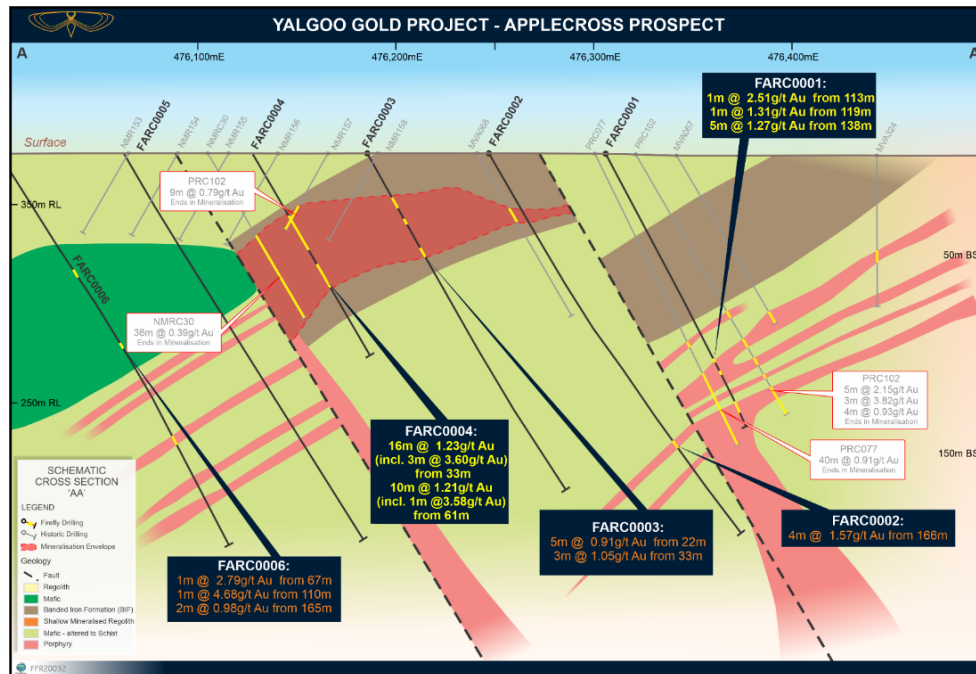 YALGOO GOLD PROJECT - APPLECROSS PROSPECT
A
476,100mE
476,200mE
476,300mE
476,400mE
A'
Surface
NMR153
FARC0005
NMR154
NMRC30
NMR155
FARC0004
NMR156
NMR157
FARC0003
NMR158
MVA068
FARC0002
PRC077
FARC0001
PRC102
MVA067
MVA324
FARC0001:
1m @ 2.51g/t Au from 113m
1m @ 1.31g/t Au from 119m
5m @ 1.27g/t Au from 138m
PRC102
9m @ 0.79g/t Au
Ends in Mineralisation
350m RL
50m BS
FARC0006
NMRC30
36m @ 0.39g/t Au
Ends in Mineralisation
PRC102
5m @ 2.15g/t Au
3m @ 3.82g/t Au
4m @ 0.93g/t Au
Ends in Mineralisation
250m RL
150m BS
PRC077
40m @ 0.91g/t Au
Ends in Mineralisation
FARC0004:
16m @ 1.23g/t Au
(incl. 3m @ 3.60g/t Au)
from 33m
10m @ 1.21g/t Au
(incl. 1m @3.58g/t Au)
from 61m
FARC0003:
5m @ 0.91g/t Au from 22m
3m @ 1.05g/t Au from 33m
FARC0002:
4m @ 1.57g/t Au from 166m
FARC0006:
1m @ 2.79g/t Au from 67m
1m @ 4.68g/t Au from 110m
2m @ 0.98g/t Au from 165m
SCHEMATIC
CROSS SECTION
'AA'
LEGEND
Firefly Drilling
Historic Drilling
Mineralisation Envelope
Geology
Fault
Regolith
Mafic
Banded Iron Formation (BIF)
Shallow Mineralised Regolith
Mafic - altered to Schist
Porphyry
FFR20032